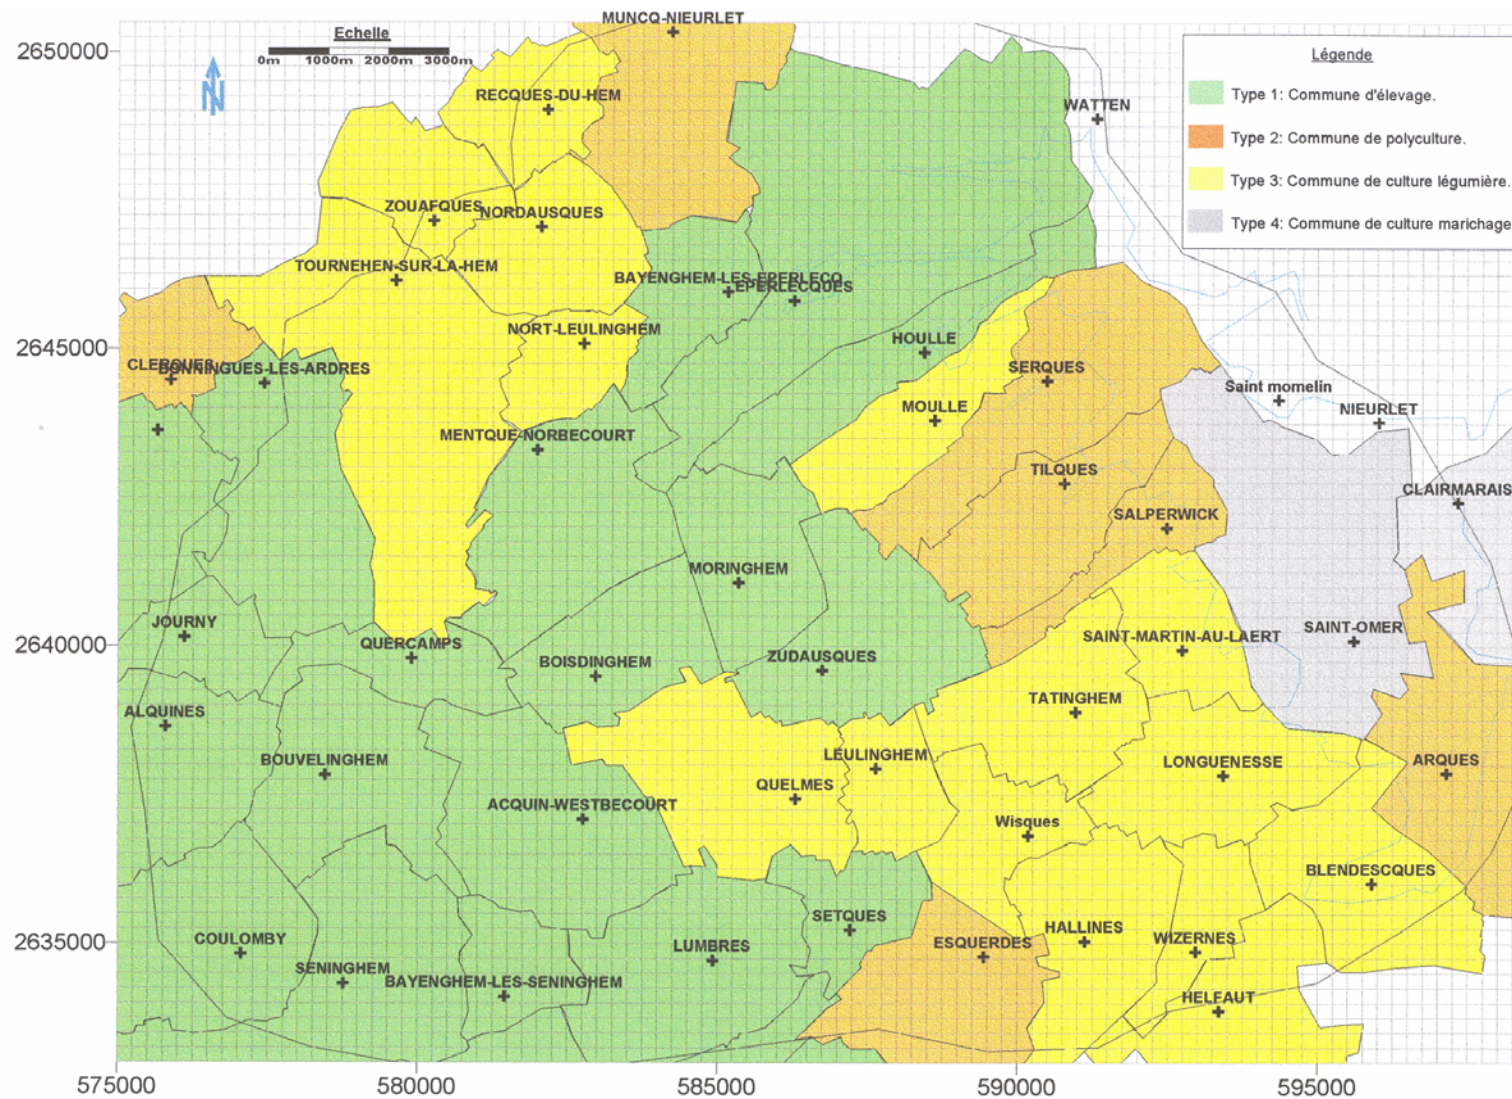 MUNCQ-NIEURLET
2650000
Echelle
0m 1000m 2000m 3000m
N
Légende
Type 1: Commune d'élevage.
Type 2: Commune de polyculture.
Type 3: Commune de culture légumière.
Type 4: Commune de culture marichage
RECQUES-DU-HEM
WATTEN
ZOUAFQUES
NORDAUSQUES
TOURNEHEN-SUR-LA-HEM
BAYENGHEM-LES-EPERLECQ
EPERLECQUES
NORT-LEULINGHEM
HOULLE
2645000
CLERQUES
BONNINGUES-LES-ARDRES
SERQUES
Saint momelin
NIEURLET
MOULLE
MENTQUE-NORBECOURT
TILQUES
CLAIRMARAIS
SALPERWICK
MORINGHEM
JOURNY
2640000
QUERCAMPS
SAINT-OMER
SAINT-MARTIN-AU-LAERT
BOISDINGHEM
ZUDAUSQUES
ALQUINES
TATINGHEM
BOUVELINGHEM
LEULINGHEM
LONGUENESSE
ARQUES
QUELMES
ACQUIN-WESTBECOURT
Wisques
BLENDESCQUES
SETQUES
2635000
COULOMBY
LUMBRES
ESQUERDES
HALLINES
WIZERNES
SENINGHEM
BAYENGHEM-LES-SENINGHEM
HELFAUT
575000
580000
585000
590000
595000